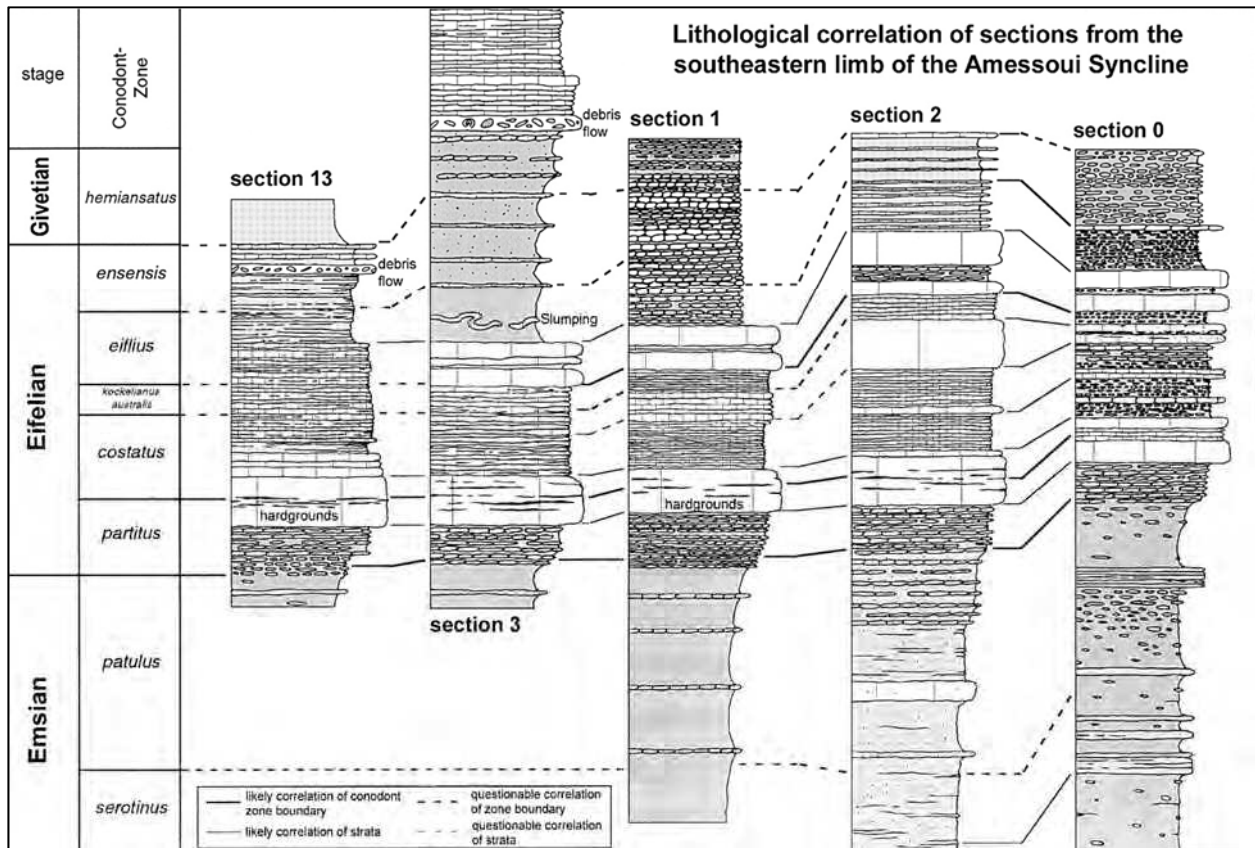 Lithological correlation of sections from the
southeastern limb of the Amessoui Syncline
stage
Conodont-
Zone
Givetian
hemiansatus
Eifelian
ensensis
eiflius
kockelianus
australis
costatus
partitus
Emsian
patulus
serotinus
section 13
debris
flow
hardgrounds
debris
flow
Slumping
section 3
section 1
hardgrounds
section 2
section 0
likely correlation of conodont
zone boundary
questionable correlation
of zone boundary
likely correlation of strata
questionable correlation
of strata